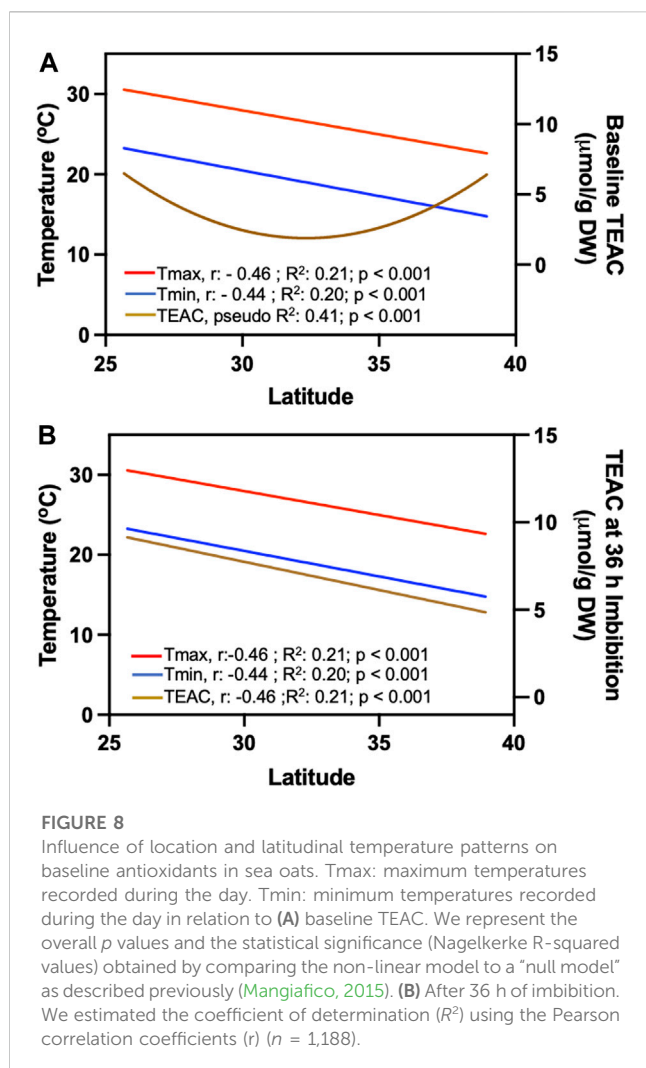 A
Temperature (ºC)
30
20
10
0
15
10
5
0
Baseline TEAC
(μmol/g DW)
Tmax, r: - 0.46 ; R²: 0.21; p < 0.001
Tmin, r: - 0.44 ; R²: 0.20; p < 0.001
TEAC, pseudo R²: 0.41; p < 0.001
25 30 35 40
Latitude
B
Temperature (ºC)
30
20
10
0
15
10
5
0
TEAC at 36 h Imbibition
(μmol/g DW)
Tmax, r:-0.46 ; R²: 0.21; p < 0.001
Tmin, r: -0.44 ; R²: 0.20; p < 0.001
TEAC, r: -0.46 ;R²: 0.21; p < 0.001
25 30 35 40
Latitude
FIGURE 8
Influence of location and latitudinal temperature patterns on
baseline antioxidants in sea oats. Tmax: maximum temperatures
recorded during the day. Tmin: minimum temperatures recorded
during the day in relation to (A) baseline TEAC. We represent the
overall p values and the statistical significance (Nagelkerke R-squared
values) obtained by comparing the non-linear model to a "null model"
as described previously (Mangiafico, 2015). (B) After 36 h of imbibition.
We estimated the coefficient of determination (R²) using the Pearson
correlation coefficients (r) (n = 1,188).